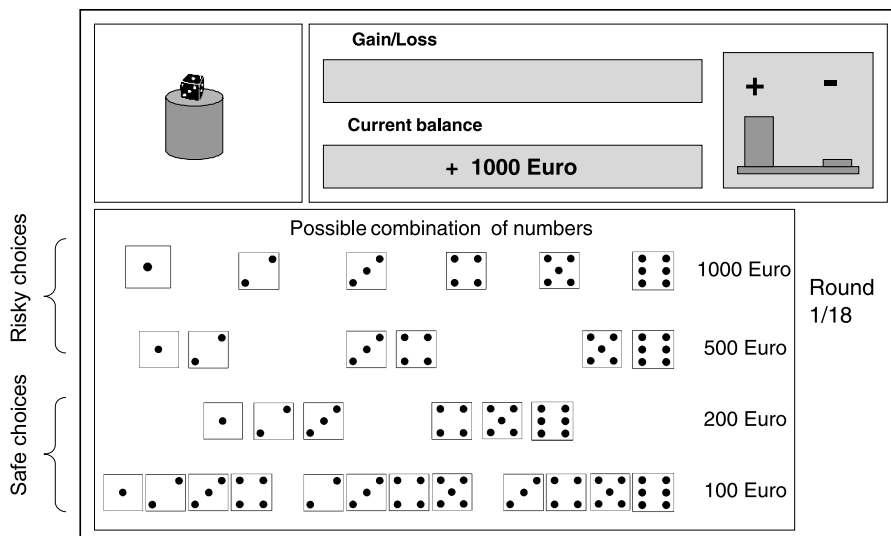 Gain/Loss
Current balance
+ 1000 Euro
+ -
Possible combination of numbers
Risky choices
1000 Euro
500 Euro
Round
1/18
Safe choices
200 Euro
100 Euro